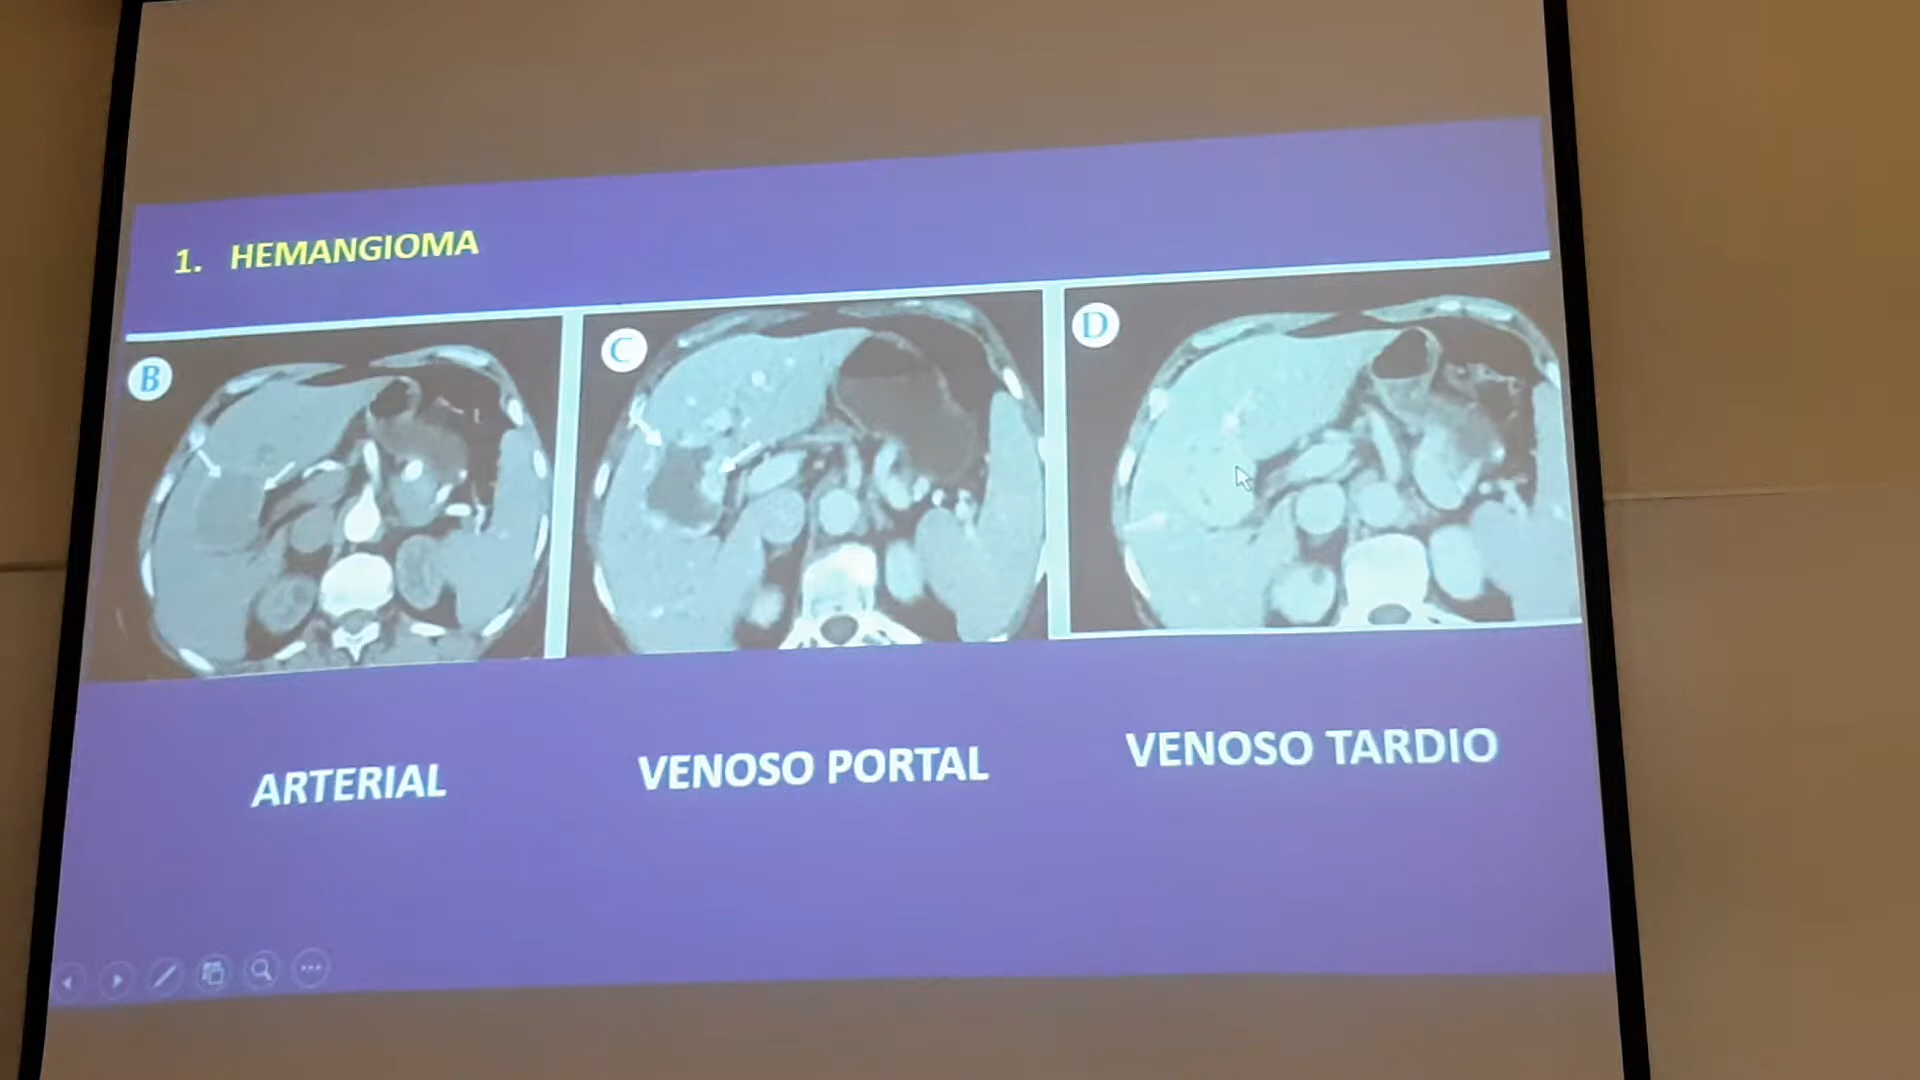 1. HEMANGIOMA
B
C
D
ARTERIAL
VENOSO PORTAL
VENOSO TARDIO